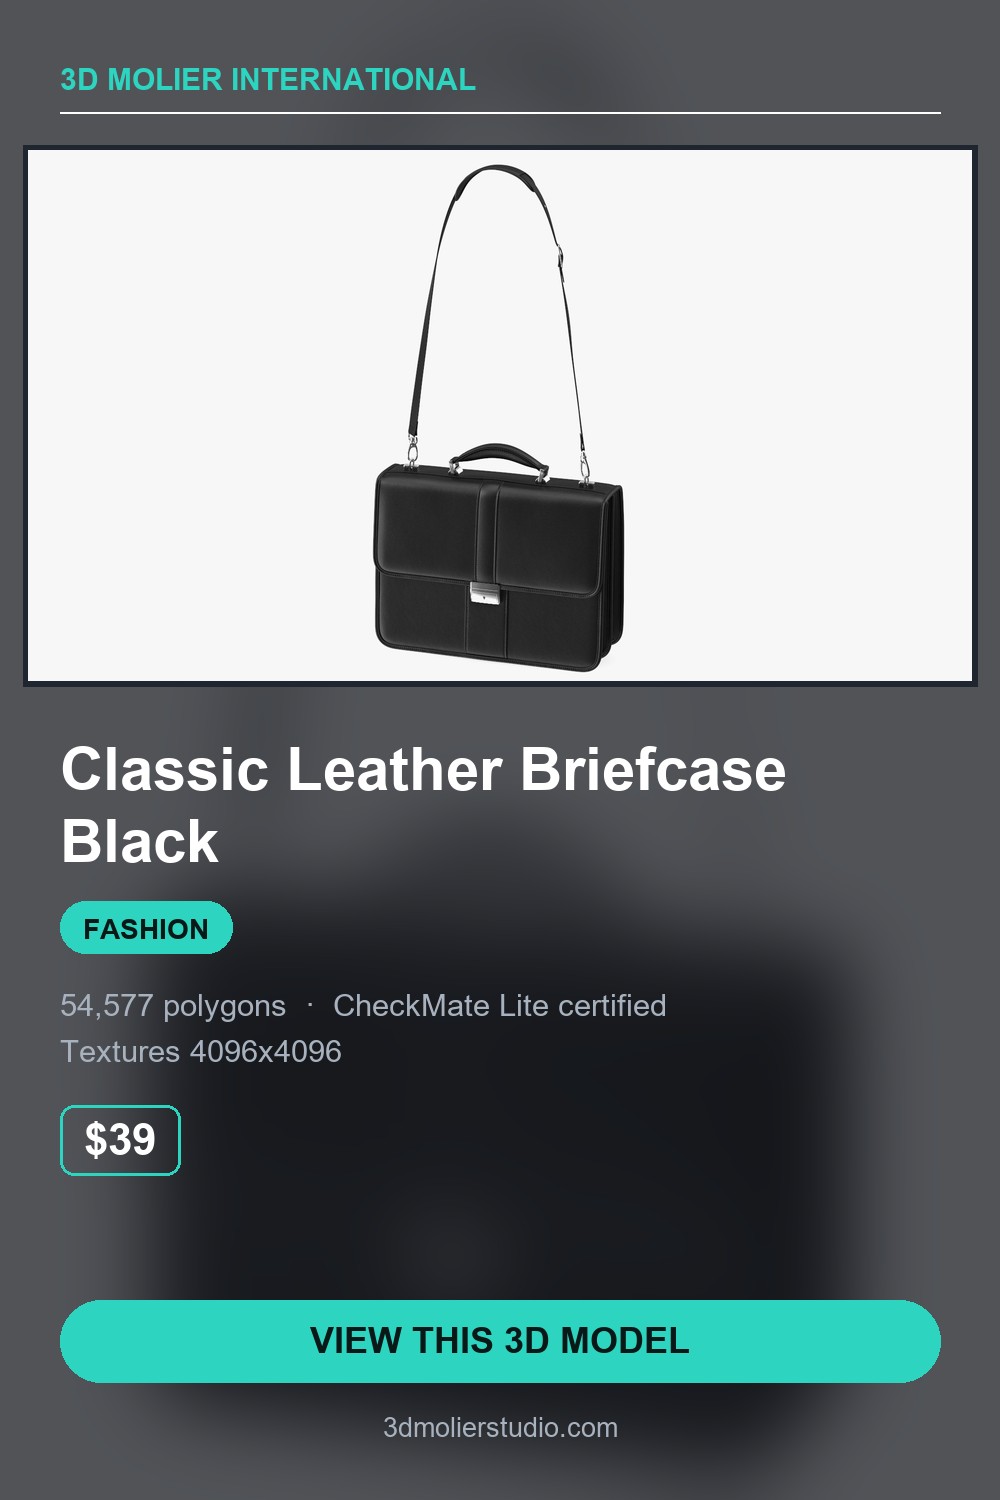 3D MOLIER INTERNATIONAL
Classic Leather Briefcase
Black
FASHION
54,577 polygons · CheckMate Lite certified
Textures 4096x4096
$39
VIEW THIS 3D MODEL
3dmolierstudio.com